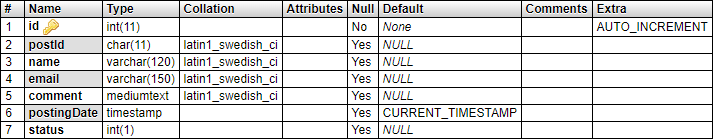 # Name Type Collation Attributes Null Default Comments Extra
1 id int(11) No None AUTO_INCREMENT
2 postId char(11) latin1_swedish_ci Yes NULL
3 name varchar(120) latin1_swedish_ci Yes NULL
4 email varchar(150) latin1_swedish_ci Yes NULL
5 comment mediumtext latin1_swedish_ci Yes NULL
6 postingDate timestamp Yes CURRENT_TIMESTAMP
7 status int(1) Yes NULL